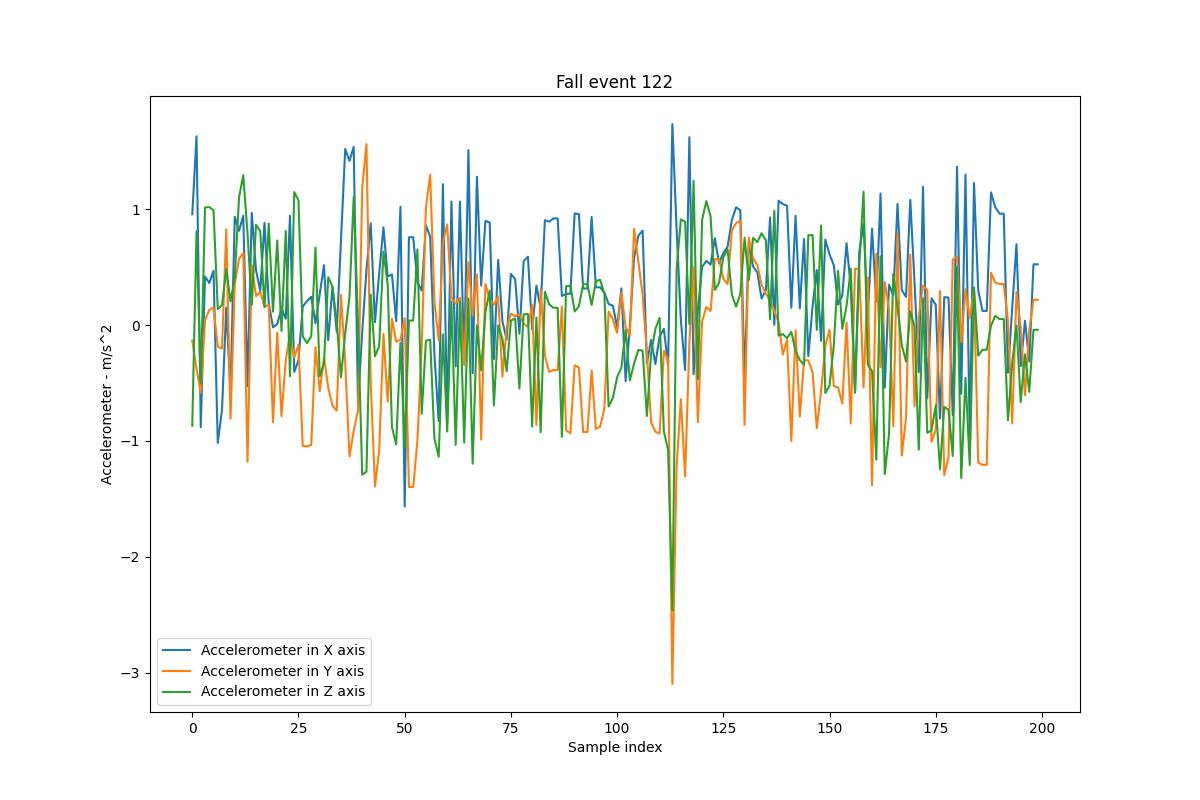 Fall event 122
Accelerometer - m/s^2
1
0
−1
−2
−3
Accelerometer in X axis
Accelerometer in Y axis
Accelerometer in Z axis
0 25 50 75 100 125 150 175 200
Sample index